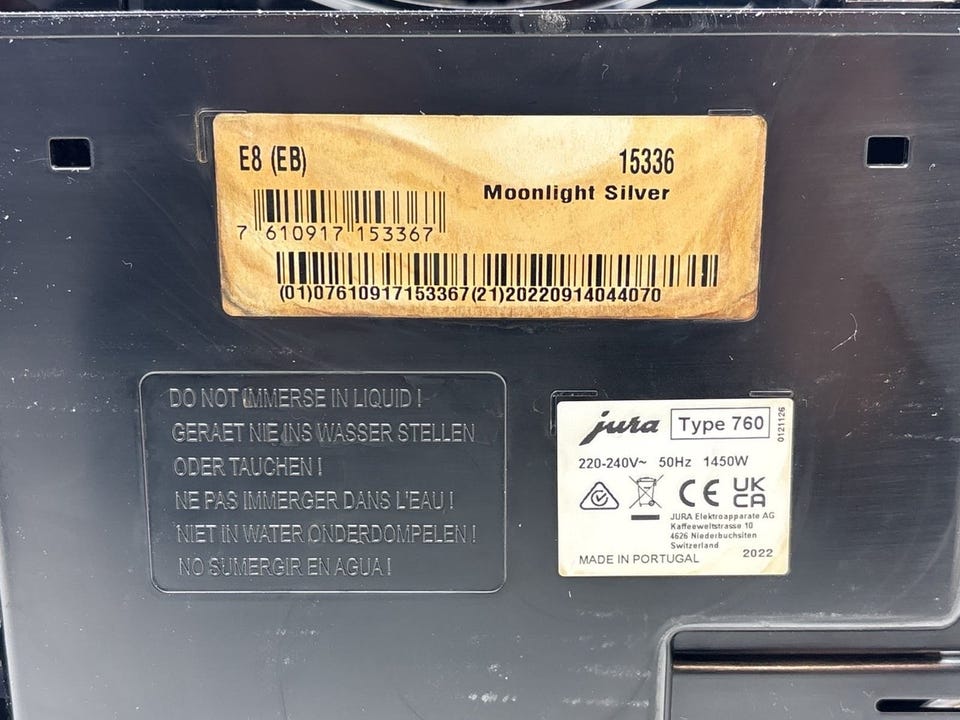 E8 (EB) 15336
Moonlight Silver
7 610917 153367
(01)07610917153367(21)20220914044070
DO NOT IMMERSE IN LIQUID !
GERAET NIE INS WASSER STELLEN
ODER TAUCHEN !
NE PAS IMMERGER DANS L'EAU !
NIET IN WATER ONDERDOMPELEN !
NO SUMERGIR EN AGUA !
jura Type 760
0121126
220-240V~ 50Hz 1450W
CE UK CA
JURA Elektroapparate AG
Kaffeeweltstrasse 10
4626 Niederbuchsiten
Switzerland
2022
MADE IN PORTUGAL